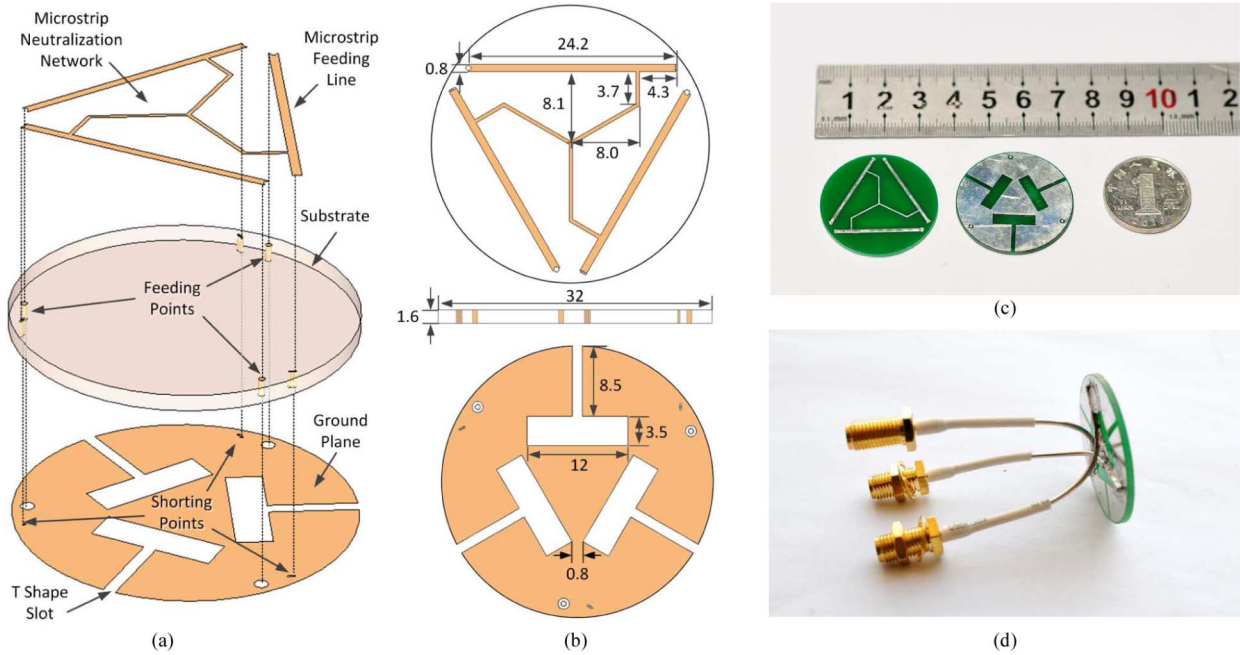 Microstrip
Neutralization
Network
Microstrip
Feeding
Line
Substrate
Feeding
Points
Ground
Plane
Shorting
Points
T Shape
Slot
(a)
24.2
0.8
3.7
4.3
8.1
8.0
32
1.6
8.5
3.5
12
0.8
(b)
1 2 3 4 5 6 7 8 9 10 1 2
1
YUAN
(c)
(d)